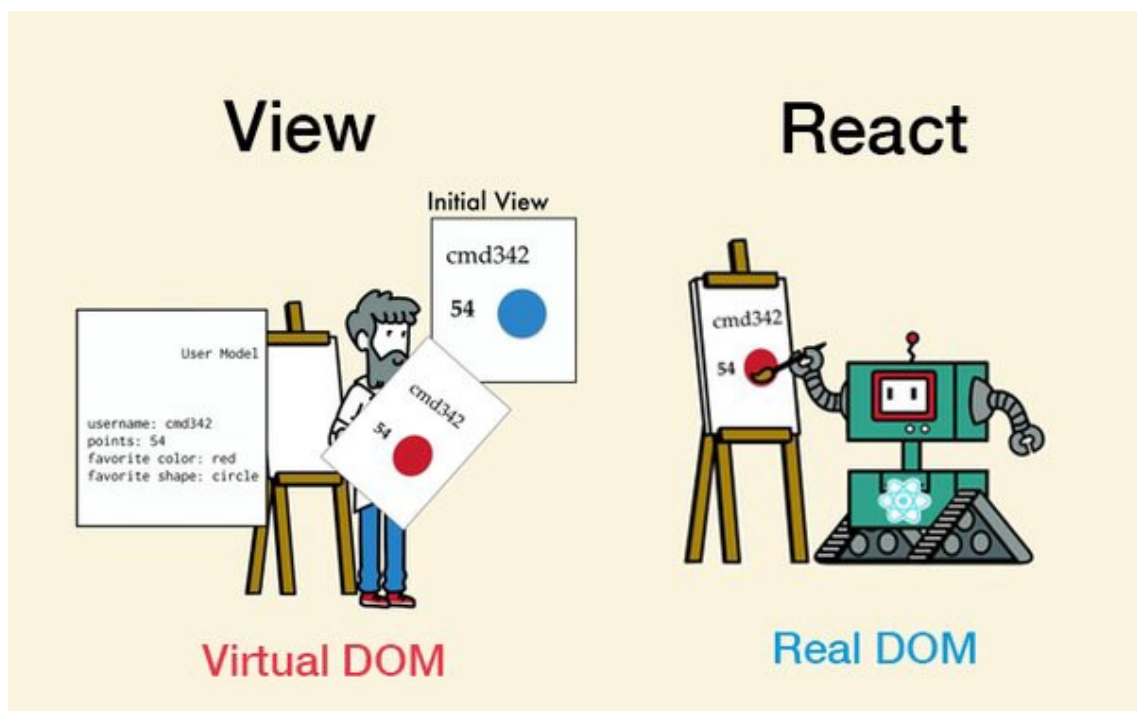 View
React
Initial View
cmd342
54
User Model
username: cmd342
points: 54
favorite color: red
favorite shape: circle
cmd342
54
cmd342
54
Virtual DOM
Real DOM